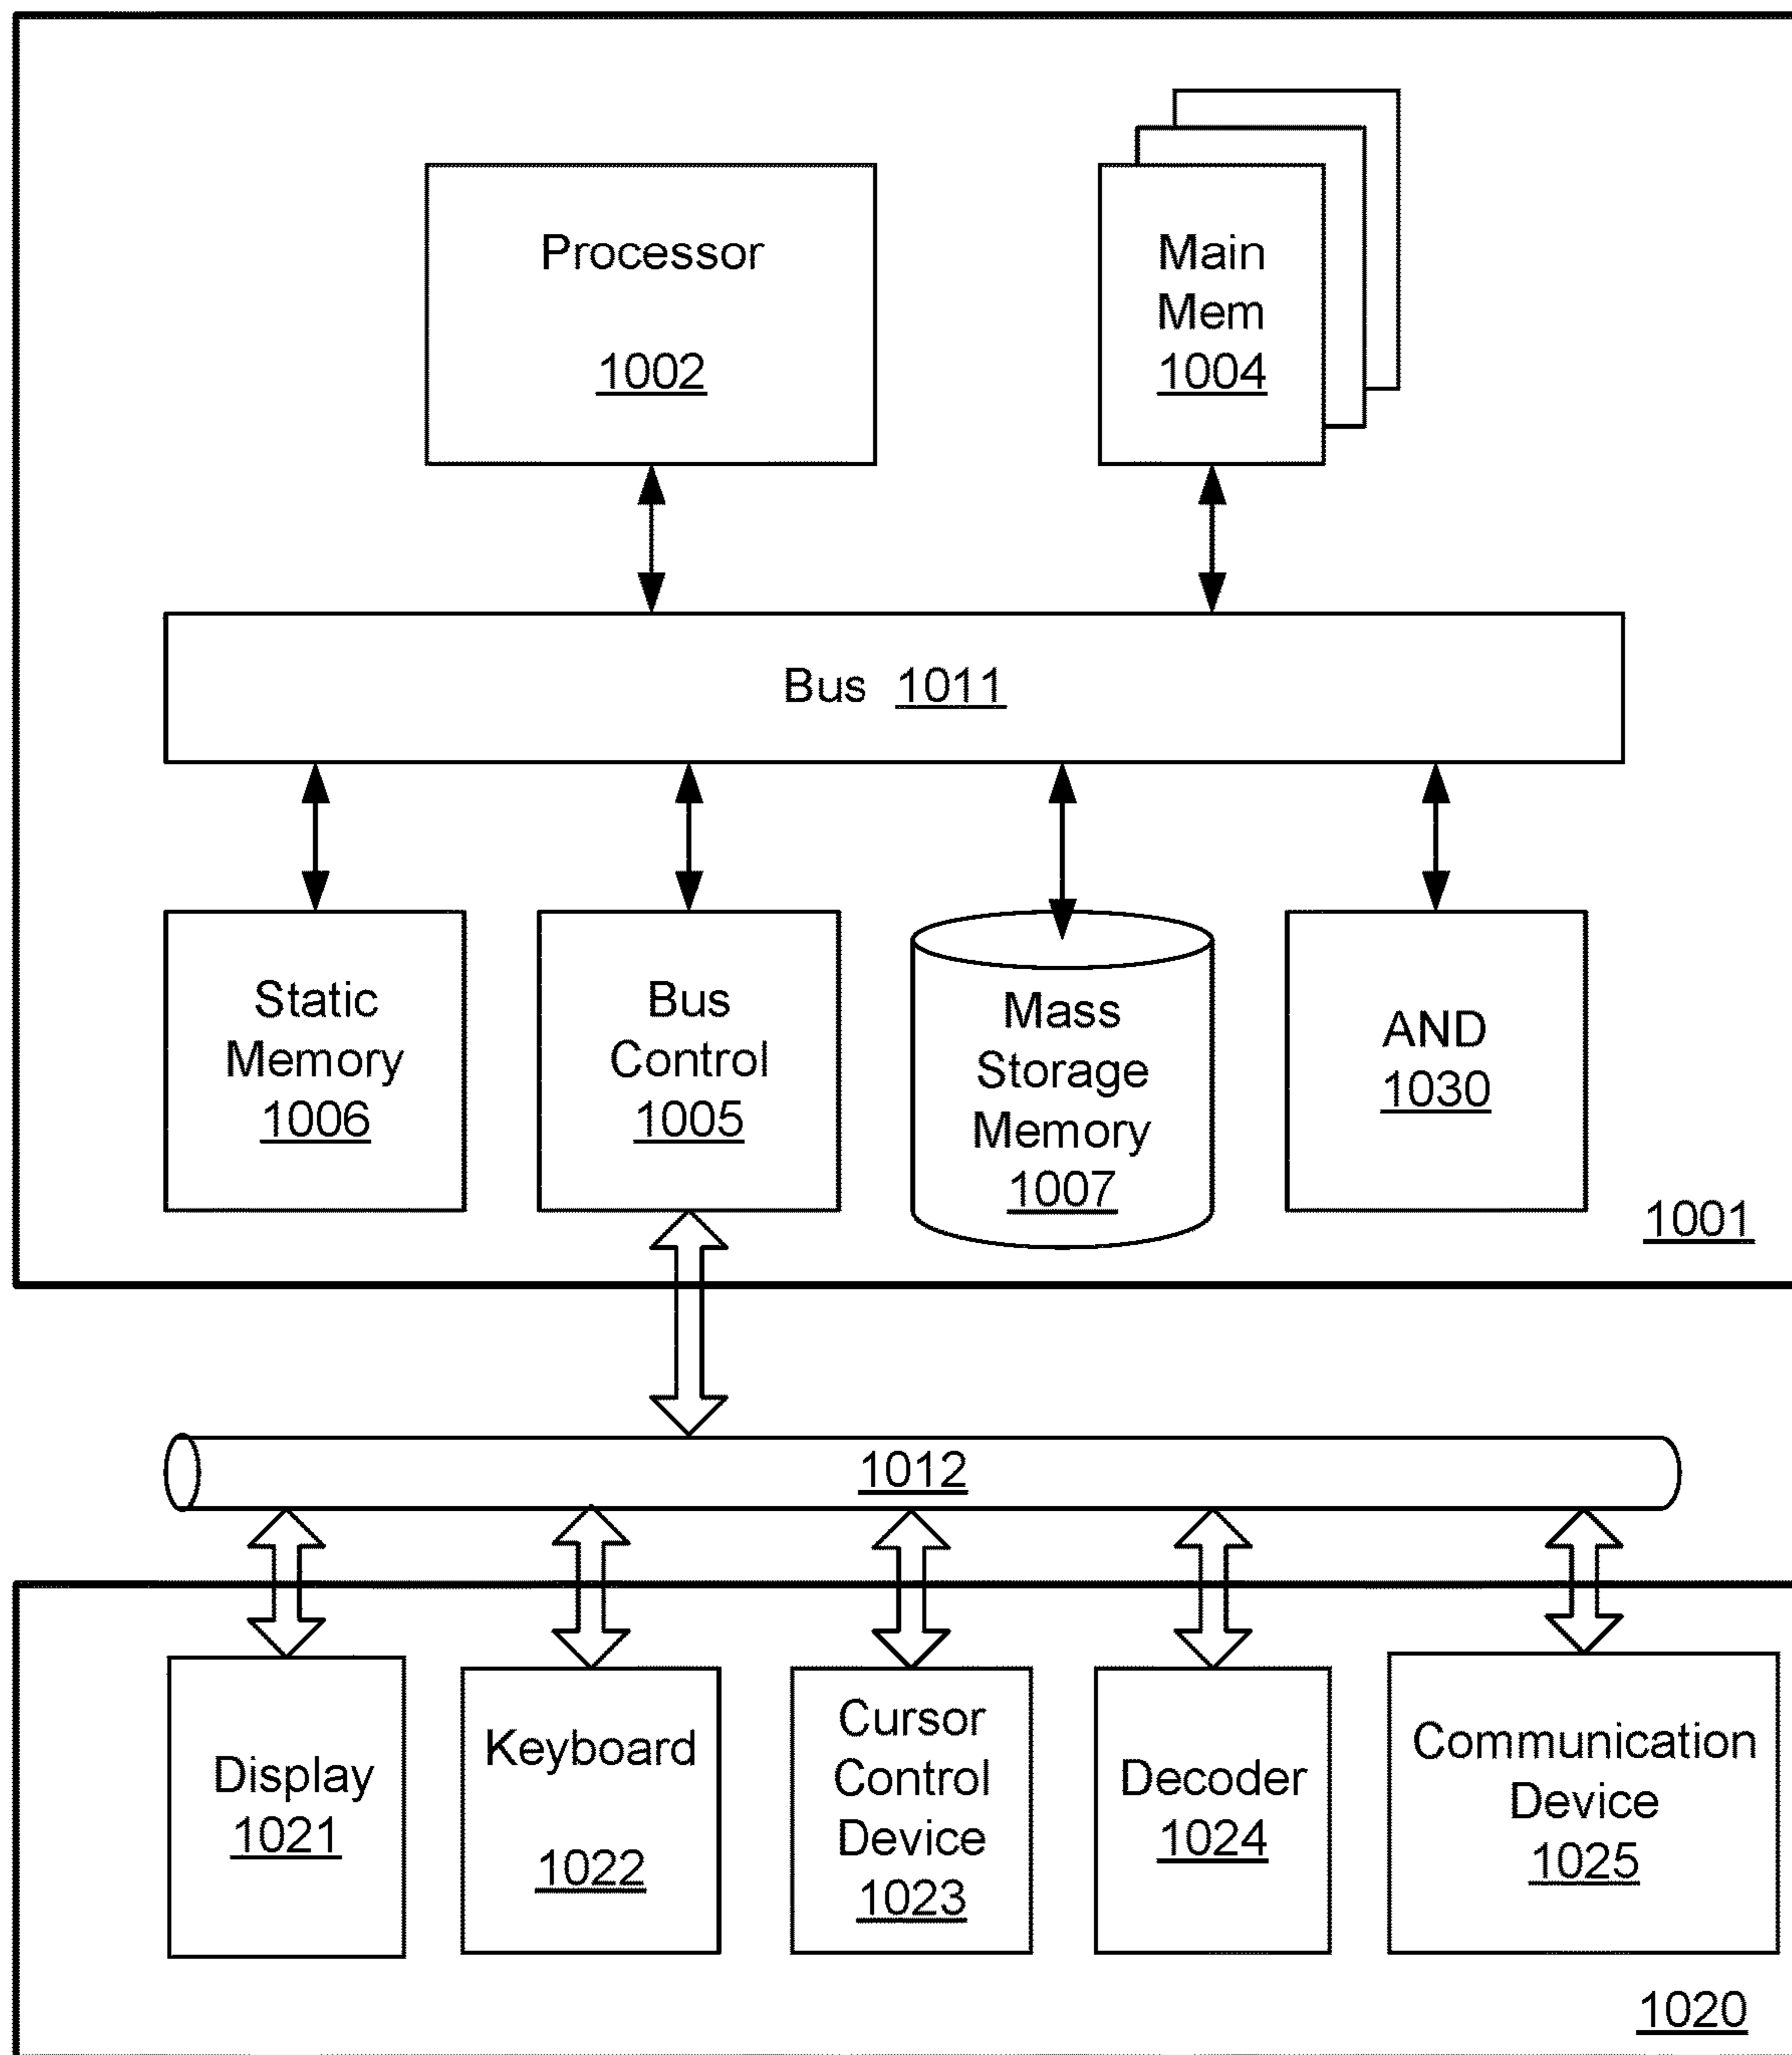 Processor
1002
Main
Mem
1004
Bus 1011
Static
Memory
1006
Bus
Control
1005
Mass
Storage
Memory
1007
AND
1030
1001
1012
Display
1021
Keyboard
1022
Cursor
Control
Device
1023
Decoder
1024
Communication
Device
1025
1020